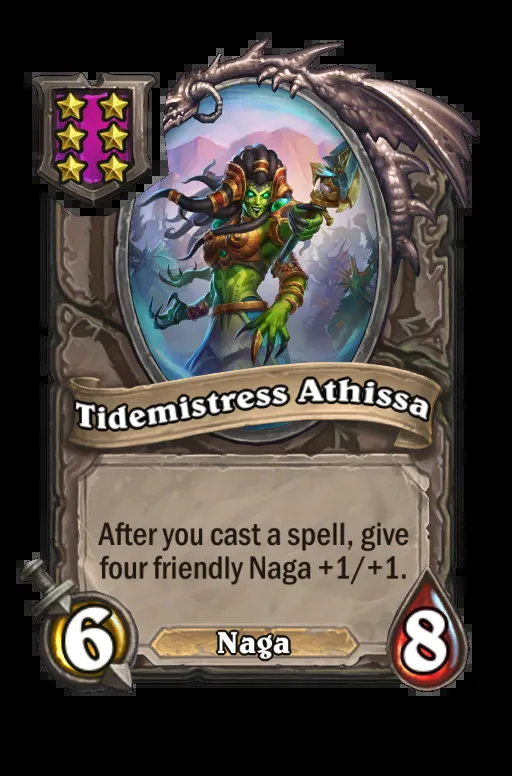 Tidemistress Athissa
After you cast a spell, give
four friendly Naga +1/+1.
6
Naga
8